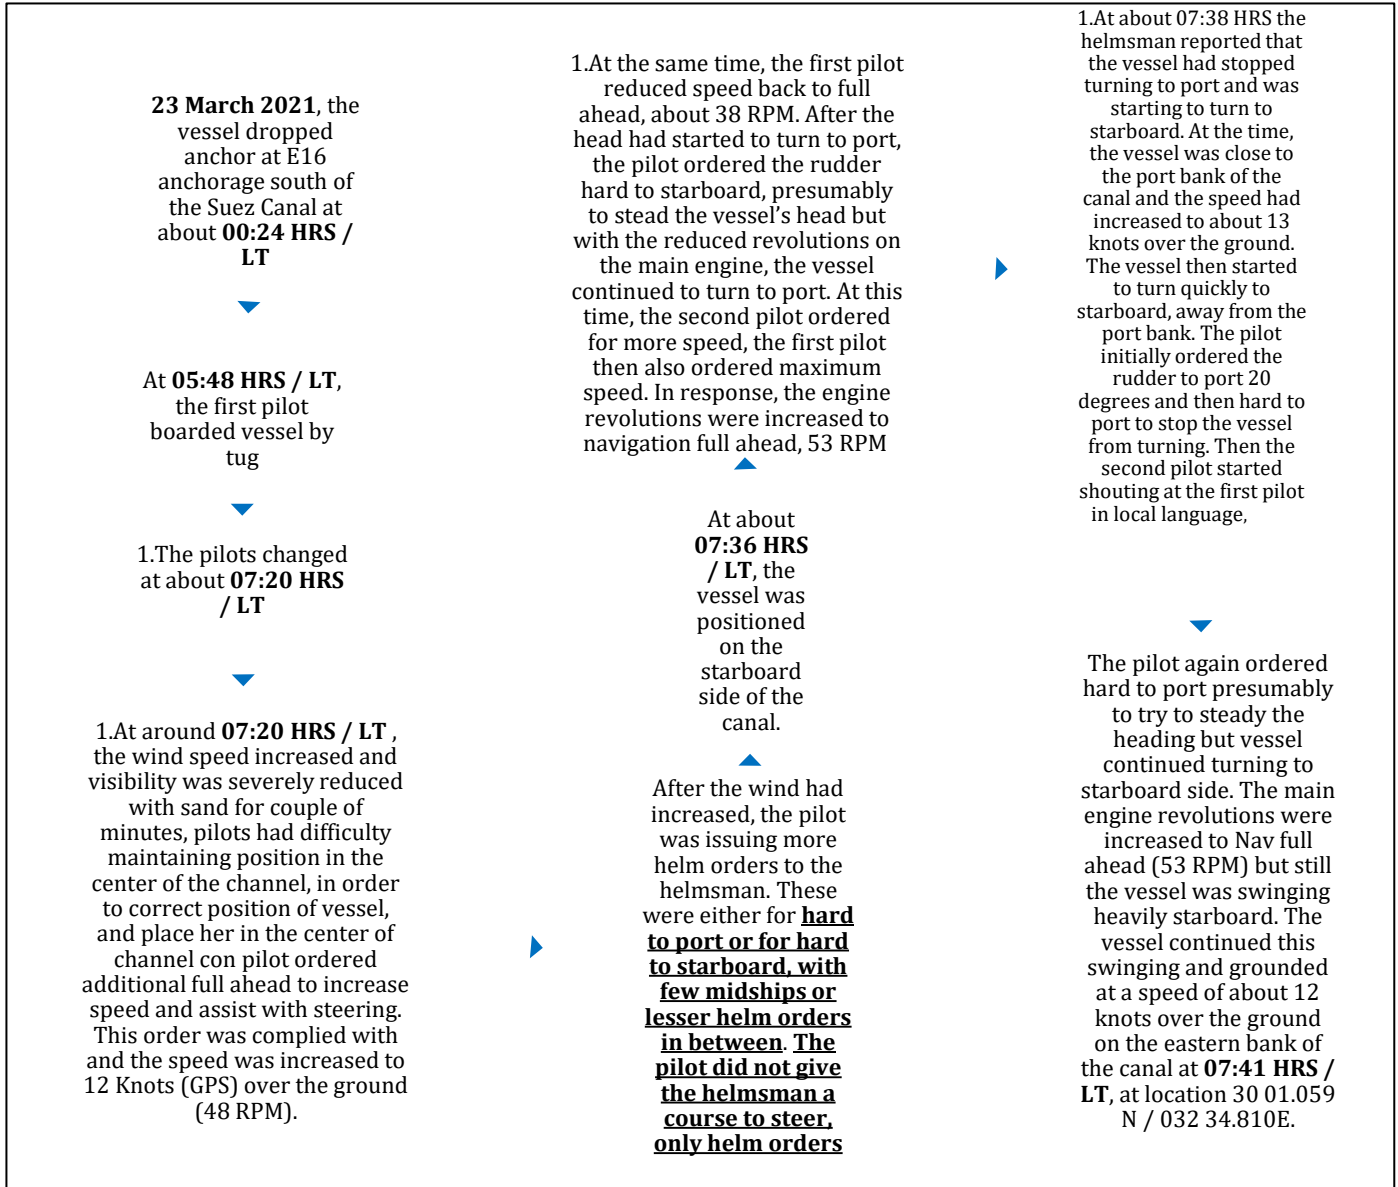 23 March 2021, the
vessel dropped
anchor at E16
anchorage south of
the Suez Canal at
about 00:24 HRS /
LT
At 05:48 HRS / LT,
the first pilot
boarded vessel by
tug
1.The pilots changed
at about 07:20 HRS
/ LT
1.At around 07:20 HRS / LT ,
the wind speed increased and
visibility was severely reduced
with sand for couple of
minutes, pilots had difficulty
maintaining position in the
center of the channel, in order
to correct position of vessel,
and place her in the center of
channel con pilot ordered
additional full ahead to increase
speed and assist with steering.
This order was complied with
and the speed was increased to
12 Knots (GPS) over the ground
(48 RPM).
After the wind had
increased, the pilot
was issuing more
helm orders to the
helmsman. These
were either for hard
to port or for hard
to starboard, with
few midships or
lesser helm orders
in between. The
pilot did not give
the helmsman a
course to steer,
only helm orders
At about
07:36 HRS
/ LT, the
vessel was
positioned
on the
starboard
side of the
canal.
1.At the same time, the first pilot
reduced speed back to full
ahead, about 38 RPM. After the
head had started to turn to port,
the pilot ordered the rudder
hard to starboard, presumably
to stead the vessel’s head but
with the reduced revolutions on
the main engine, the vessel
continued to turn to port. At this
time, the second pilot ordered
for more speed, the first pilot
then also ordered maximum
speed. In response, the engine
revolutions were increased to
navigation full ahead, 53 RPM
1.At about 07:38 HRS the
helmsman reported that
the vessel had stopped
turning to port and was
starting to turn to
starboard. At the time,
the vessel was close to
the port bank of the
canal and the speed had
increased to about 13
knots over the ground.
The vessel then started
to turn quickly to
starboard, away from the
port bank. The pilot
initially ordered the
rudder to port 20
degrees and then hard to
port to stop the vessel
from turning. Then the
second pilot started
shouting at the first pilot
in local language,
The pilot again ordered
hard to port presumably
to try to steady the
heading but vessel
continued turning to
starboard side. The main
engine revolutions were
increased to Nav full
ahead (53 RPM) but still
the vessel was swinging
heavily starboard. The
vessel continued this
swinging and grounded
at a speed of about 12
knots over the ground
on the eastern bank of
the canal at 07:41 HRS /
LT, at location 30 01.059
N / 032 34.810E.